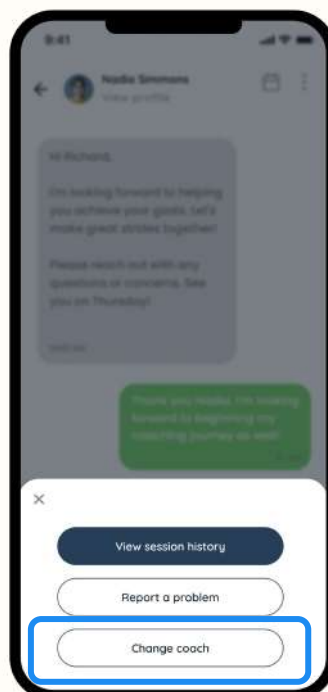 9:41
Nadia Simmons
View profile
Hi Richard,
I'm looking forward to helping
you achieve your goals. Let's
make great strides together!
Please reach out with any
questions or concerns. See
you on Thursday!
Thank you Nadia! I'm looking
forward to beginning my
coaching journey as well!
View session history
Report a problem
Change coach